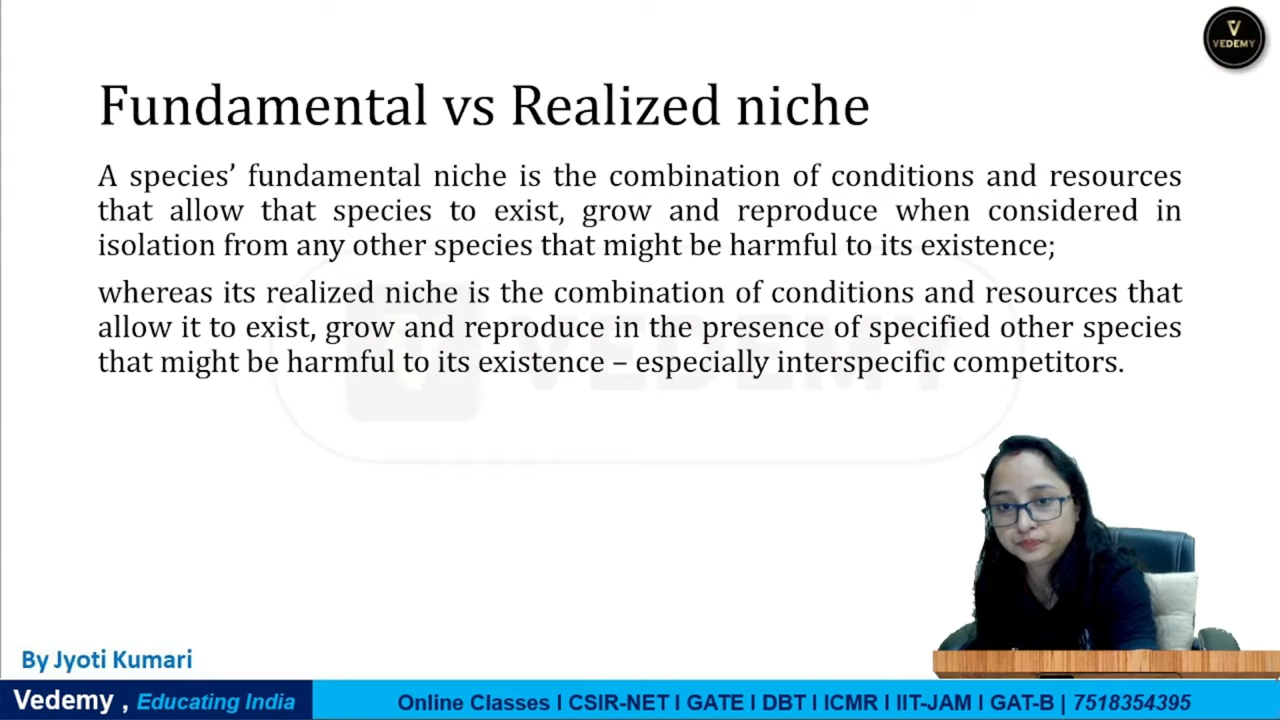 V
VEDEMY
Fundamental vs Realized niche
A species’ fundamental niche is the combination of conditions and resources
that allow that species to exist, grow and reproduce when considered in
isolation from any other species that might be harmful to its existence;
whereas its realized niche is the combination of conditions and resources that
allow it to exist, grow and reproduce in the presence of specified other species
that might be harmful to its existence – especially interspecific competitors.
VEDEMY
By Jyoti Kumari
Vedemy , Educating India
Online Classes I CSIR-NET I GATE I DBT I ICMR I IIT-JAM I GAT-B | 7518354395